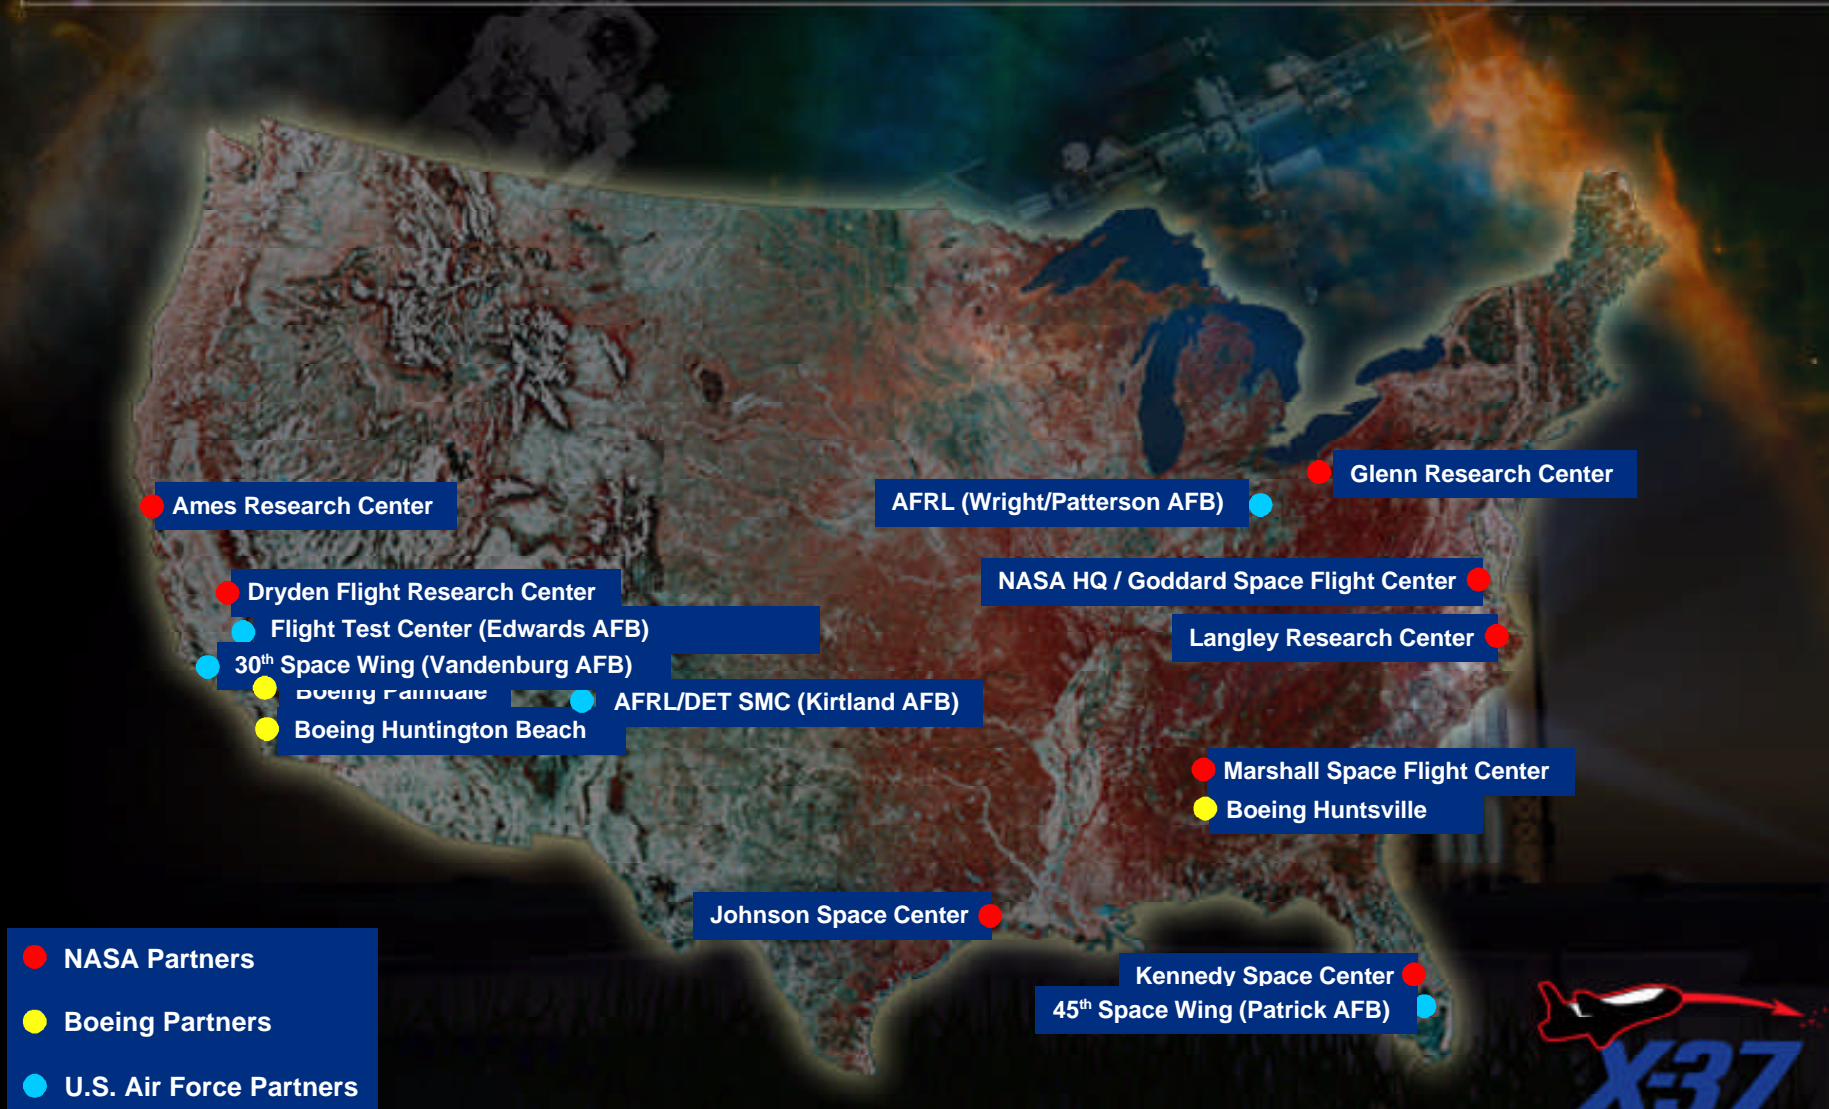 Glenn Research Center
AFRL (Wright/Patterson AFB)
Ames Research Center
NASA HQ / Goddard Space Flight Center
Dryden Flight Research Center
Flight Test Center (Edwards AFB)
Langley Research Center
30th Space Wing (Vandenburg AFB)
Boeing Palmdale
AFRL/DET SMC (Kirtland AFB)
Boeing Huntington Beach
Marshall Space Flight Center
Boeing Huntsville
Johnson Space Center
Kennedy Space Center
45th Space Wing (Patrick AFB)
NASA Partners
Boeing Partners
U.S. Air Force Partners
X-37